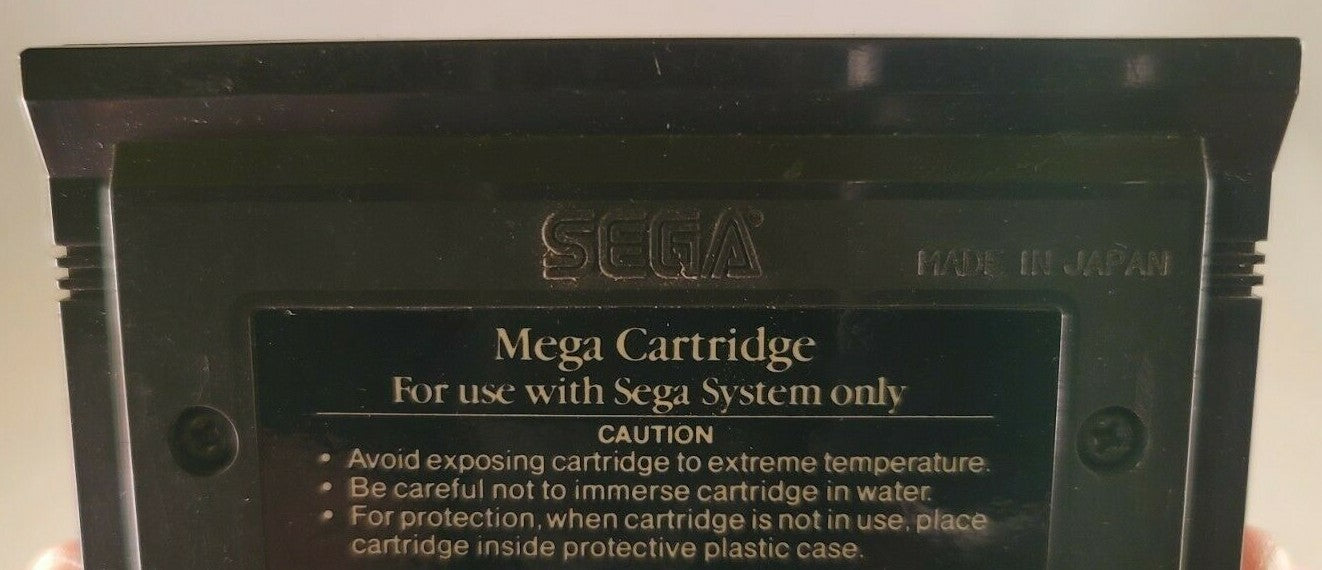 SEGA®
MADE IN JAPAN
Mega Cartridge
For use with Sega System only
CAUTION
• Avoid exposing cartridge to extreme temperature.
• Be careful not to immerse cartridge in water.
• For protection, when cartridge is not in use, place
cartridge inside protective plastic case.